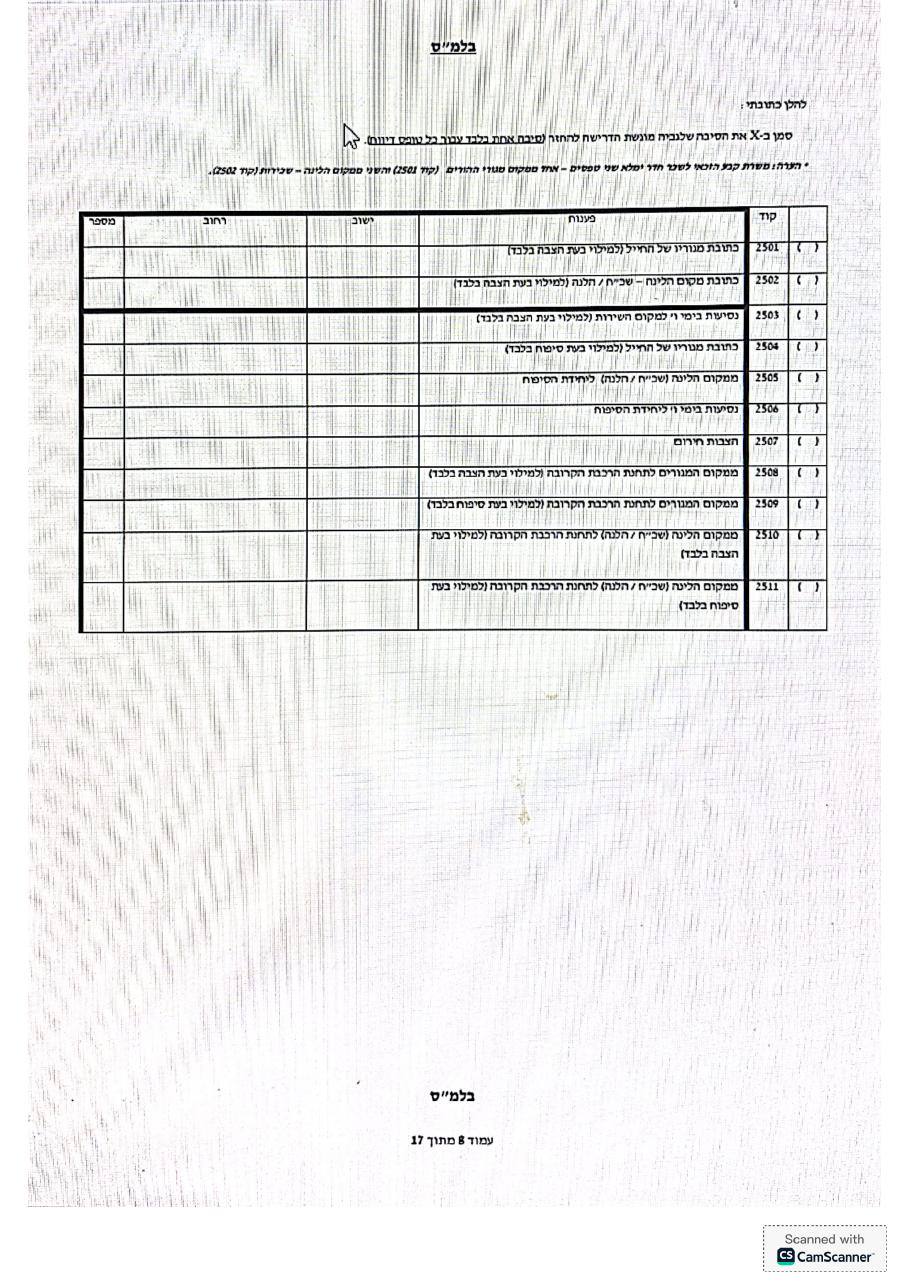 בלמ״ס
להלן כתובתי:
סמן ב-X את הסיבה שלגביה מוגשת הדרישה להחזר (סיבה אחת בלבד עבור כל טופס דיווח).
* הערה: משרת קבע הזכאי לשכר חדר ימלא שני טפסים – אחד ממקום מגורי ההורים (קוד 2501) והשני ממקום הלינה – שכירות (קוד 2502).
קוד פענוח ישוב רחוב מספר
( ) 2501 כתובת מגוריו של החייל (למילוי בעת הצבה בלבד)
( ) 2502 כתובת מקום הלינה – שכ״ח / הלנה (למילוי בעת הצבה בלבד)
( ) 2503 נסיעות בימי ו׳ למקום השירות (למילוי בעת הצבה בלבד)
( ) 2504 כתובת מגוריו של החייל (למילוי בעת סיפוח בלבד)
( ) 2505 ממקום הלינה (שכ״ח / הלנה) ליחידת הסיפוח
( ) 2506 נסיעות בימי ו׳ ליחידת הסיפוח
( ) 2507 הצבות חירום
( ) 2508 ממקום המגורים לתחנת הרכבת הקרובה (למילוי בעת הצבה בלבד)
( ) 2509 ממקום המגורים לתחנת הרכבת הקרובה (למילוי בעת סיפוח בלבד)
( ) 2510 ממקום הלינה (שכ״ח / הלנה) לתחנת הרכבת הקרובה (למילוי בעת
הצבה בלבד)
( ) 2511 ממקום הלינה (שכ״ח / הלנה) לתחנת הרכבת הקרובה (למילוי בעת
סיפוח בלבד)
בלמ״ס
עמוד 8 מתוך 17
Scanned with
CS CamScanner